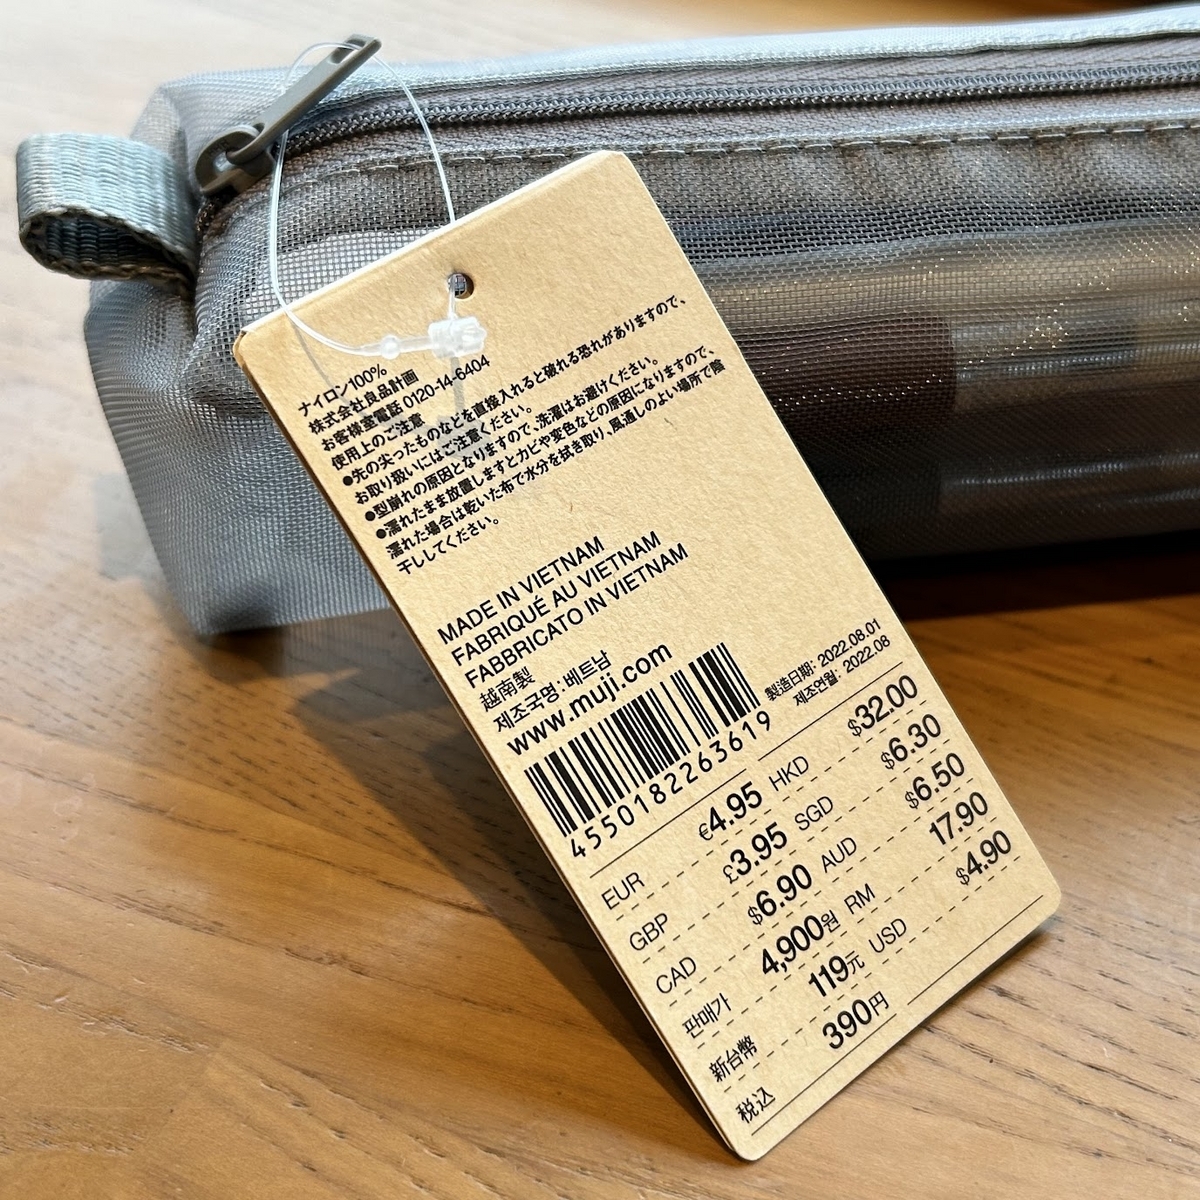 ナイロン100%
株式会社良品計画
お客様室電話 0120-14-6404
使用上のご注意
●先の尖ったものなどを直接入れると破れる恐れがありますので、
お取り扱いにはご注意ください。
●型崩れの原因となりますので、洗濯はお避けください。
●濡れたまま放置しますとカビや変色などの原因になりますので、
濡れた場合は乾いた布で水分を拭き取り、風通しのよい場所で陰
干ししてください。
MADE IN VIETNAM
FABRIQUÉ AU VIETNAM
FABBRICATO IN VIETNAM
越南製
제조국명: 베트남
www.muji.com
製造日期: 2022.08.01
제조연월: 2022.08
4550182263619
EUR €4.95 HKD $32.00
GBP £3.95 SGD $6.30
CAD $6.90 AUD $6.50
판매가 4,900원 RM 17.90
新台幣 119元 USD $4.90
税込 390円